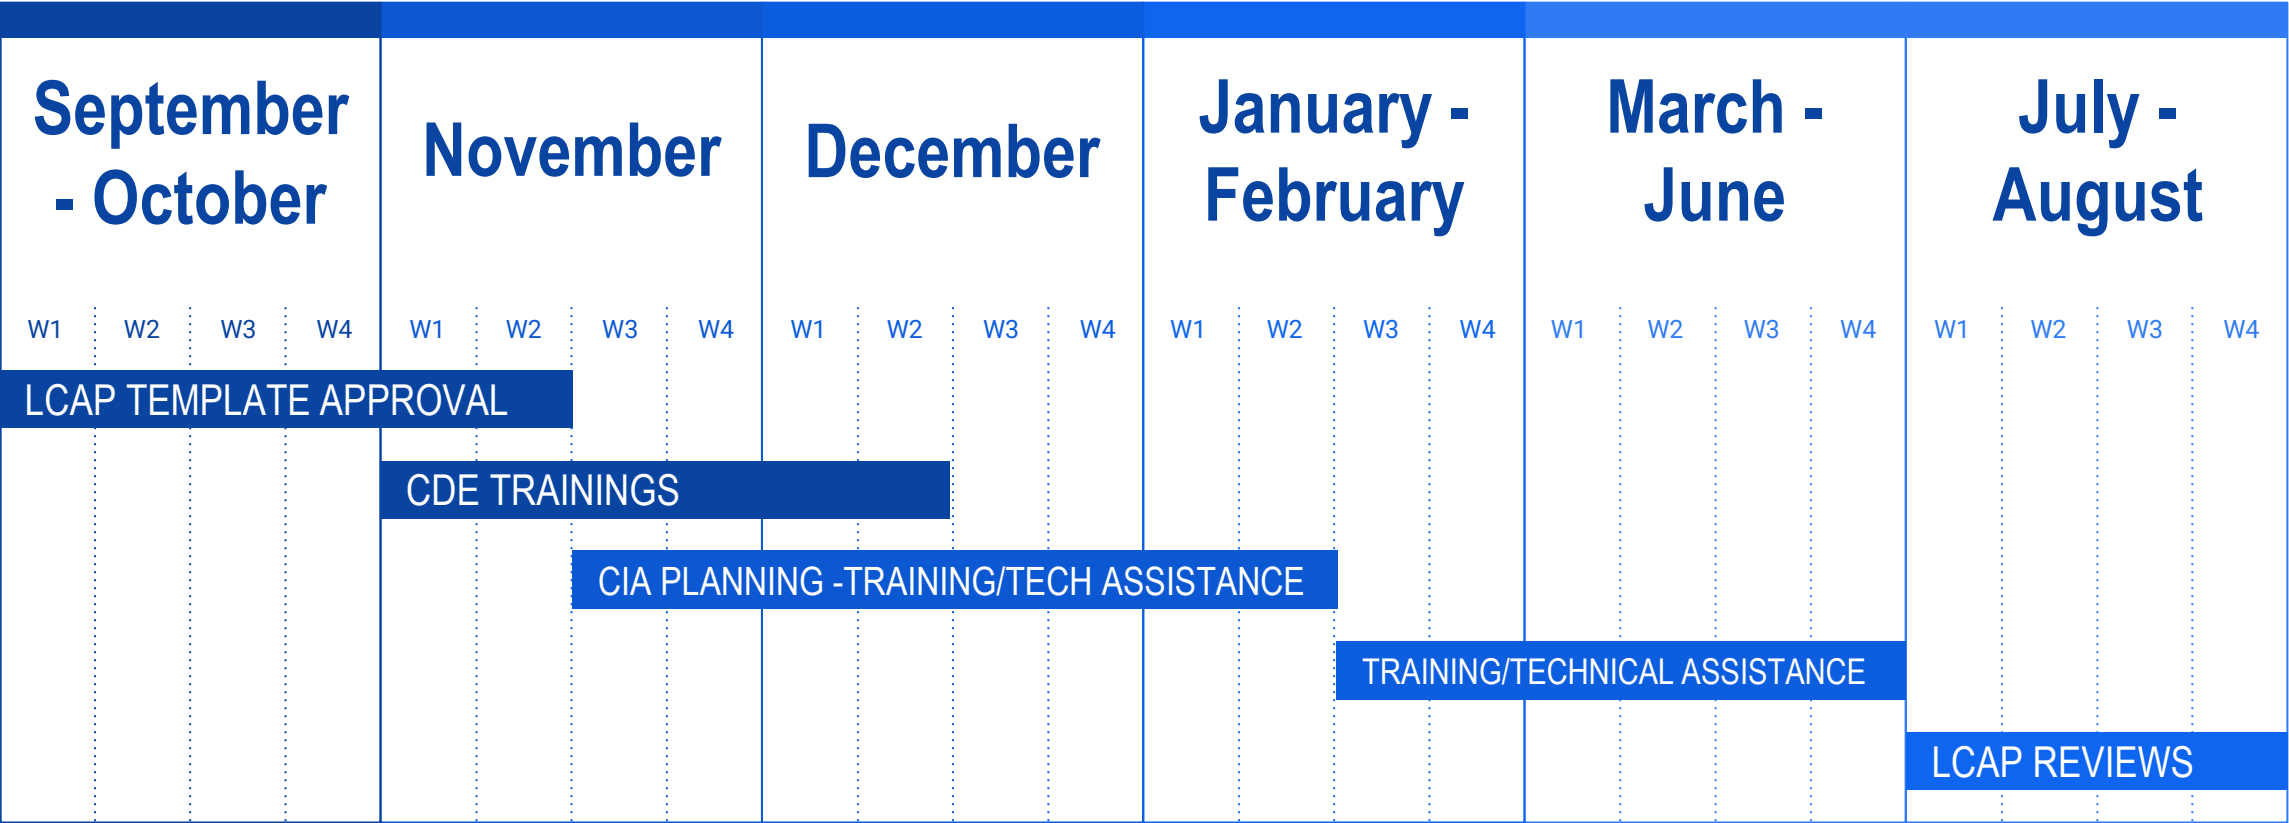 September
- October
November
December
January -
February
March -
June
July -
August
W1 W2 W3 W4 W1 W2 W3 W4 W1 W2 W3 W4 W1 W2 W3 W4 W1 W2 W3 W4 W1 W2 W3 W4
LCAP TEMPLATE APPROVAL
CDE TRAININGS
CIA PLANNING -TRAINING/TECH ASSISTANCE
TRAINING/TECHNICAL ASSISTANCE
LCAP REVIEWS